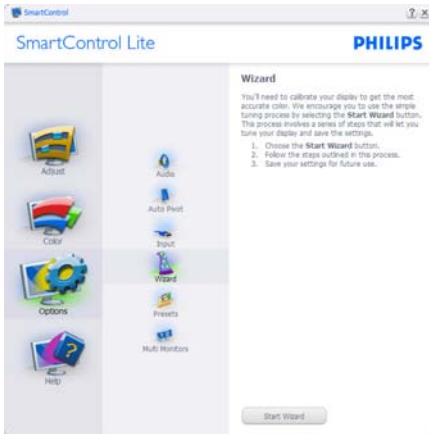 SmartControl
SmartControl Lite
PHILIPS
Adjust
Color
Options
Help
Audio
Auto Pivot
Input
Wizard
Presets
Multi Monitors
Wizard
You'll need to calibrate your display to get the most
accurate color. We encourage you to use the simple
tuning process by selecting the Start Wizard button.
This process involves a series of steps that will let you
tune your display and save the settings.
1. Choose the Start Wizard button.
2. Follow the steps outlined in this process.
3. Save your settings for future use.
Start Wizard